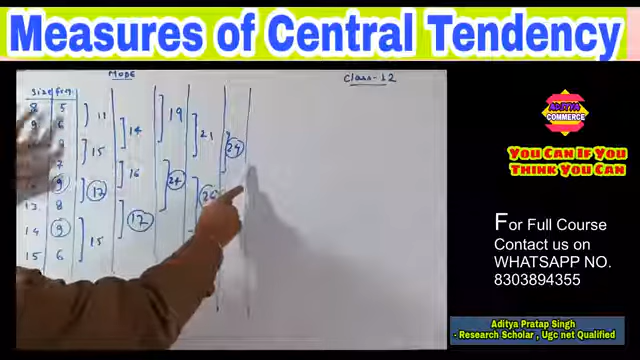 Measures of Central Tendency
MODE
Class-12
Size freq.
8 5
9 6
7
9
13 8
14 9
15 6
11
15
17
15
14
16
17
19
24
21
26
24
ADITYA
COMMERCE
You Can If You
Think You Can
For Full Course
Contact us on
WHATSAPP NO.
8303894355
Aditya Pratap Singh
- Research Scholar , Ugc net Qualified